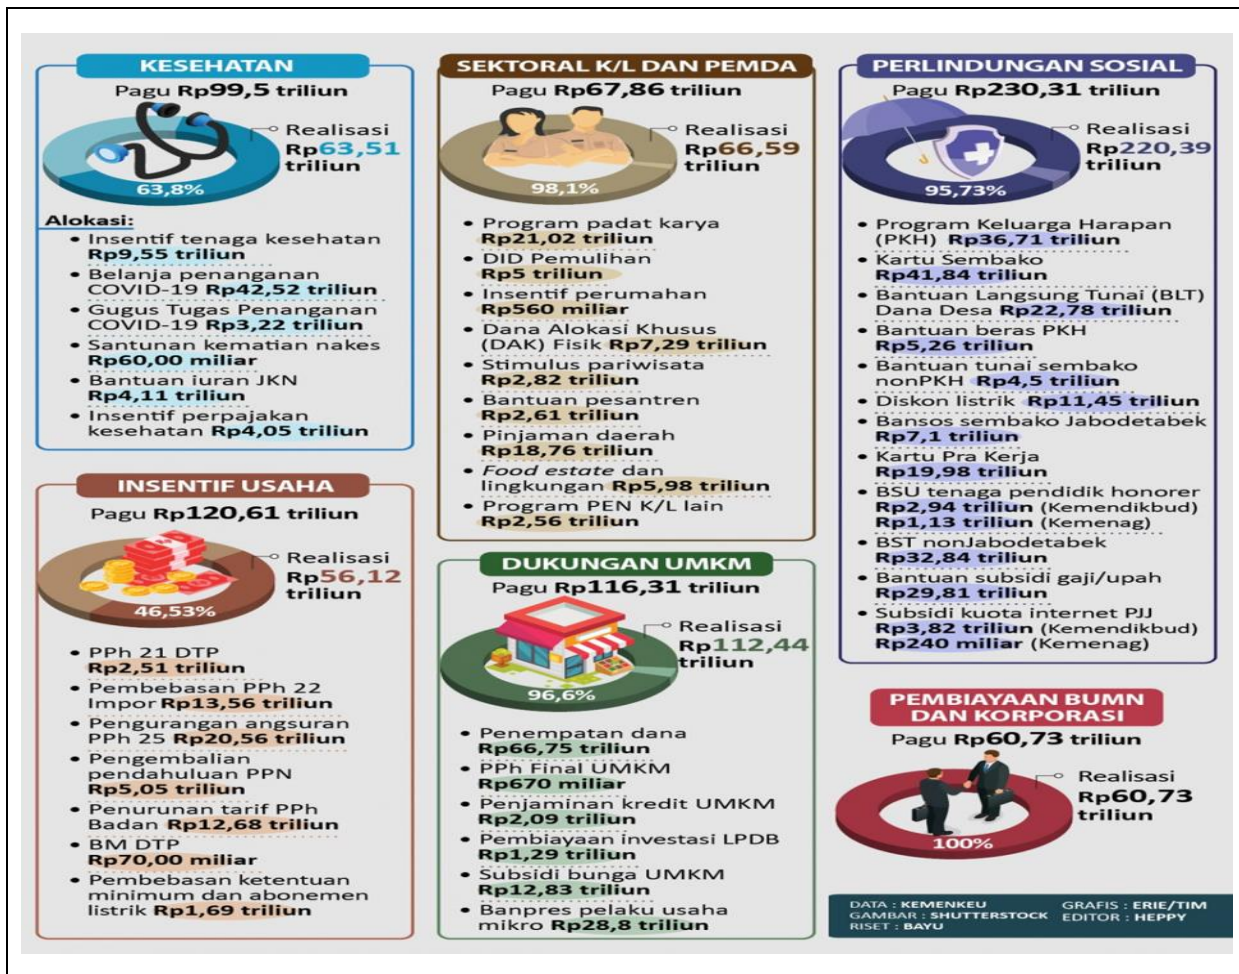 KESEHATAN
Pagu Rp99,5 triliun
Realisasi
Rp63,51
triliun
63,8%
Alokasi:
• Insentif tenaga kesehatan
Rp9,55 triliun
• Belanja penanganan
COVID-19 Rp42,52 triliun
• Gugus Tugas Penanganan
COVID-19 Rp3,22 triliun
• Santunan kematian nakes
Rp60,00 miliar
• Bantuan iuran JKN
Rp4,11 triliun
• Insentif perpajakan
kesehatan Rp4,05 triliun
INSENTIF USAHA
Pagu Rp120,61 triliun
Realisasi
Rp56,12
triliun
46,53%
• PPh 21 DTP
Rp2,51 triliun
• Pembebasan PPh 22
Impor Rp13,56 triliun
• Pengurangan angsuran
PPh 25 Rp20,56 triliun
• Pengembalian
pendahuluan PPN
Rp5,05 triliun
• Penurunan tarif PPh
Badan Rp12,68 triliun
• BM DTP
Rp70,00 miliar
• Pembebasan ketentuan
minimum dan abonemen
listrik Rp1,69 triliun
SEKTORAL K/L DAN PEMDA
Pagu Rp67,86 triliun
Realisasi
Rp66,59
triliun
98,1%
• Program padat karya
Rp21,02 triliun
• DID Pemulihan
Rp5 triliun
• Insentif perumahan
Rp560 miliar
• Dana Alokasi Khusus
(DAK) Fisik Rp7,29 triliun
• Stimulus pariwisata
Rp2,82 triliun
• Bantuan pesantren
Rp2,61 triliun
• Pinjaman daerah
Rp18,76 triliun
• Food estate dan
lingkungan Rp5,98 triliun
• Program PEN K/L lain
Rp2,56 triliun
DUKUNGAN UMKM
Pagu Rp116,31 triliun
Realisasi
Rp112,44
triliun
96,6%
• Penempatan dana
Rp66,75 triliun
• PPh Final UMKM
Rp670 miliar
• Penjaminan kredit UMKM
Rp2,09 triliun
• Pembiayaan investasi LPDB
Rp1,29 triliun
• Subsidi bunga UMKM
Rp12,83 triliun
• Banpres pelaku usaha
mikro Rp28,8 triliun
PERLINDUNGAN SOSIAL
Pagu Rp230,31 triliun
Realisasi
Rp220,39
triliun
95,73%
• Program Keluarga Harapan
(PKH) Rp36,71 triliun
• Kartu Sembako
Rp41,84 triliun
• Bantuan Langsung Tunai (BLT)
Dana Desa Rp22,78 triliun
• Bantuan beras PKH
Rp5,26 triliun
• Bantuan tunai sembako
nonPKH Rp4,5 triliun
• Diskon listrik Rp11,45 triliun
• Bansos sembako Jabodetabek
Rp7,1 triliun
• Kartu Pra Kerja
Rp19,98 triliun
• BSU tenaga pendidik honorer
Rp2,94 triliun (Kemendikbud)
Rp1,13 triliun (Kemenag)
• BST nonJabodetabek
Rp32,84 triliun
• Bantuan subsidi gaji/upah
Rp29,81 triliun
• Subsidi kuota internet PJJ
Rp3,82 triliun (Kemendikbud)
Rp240 miliar (Kemenag)
PEMBIAYAAN BUMN
DAN KORPORASI
Pagu Rp60,73 triliun
Realisasi
Rp60,73
triliun
100%
DATA : KEMENKEU
GAMBAR : SHUTTERSTOCK
RISET : BAYU
GRAFIS : ERIE/TIM
EDITOR : HEPPY